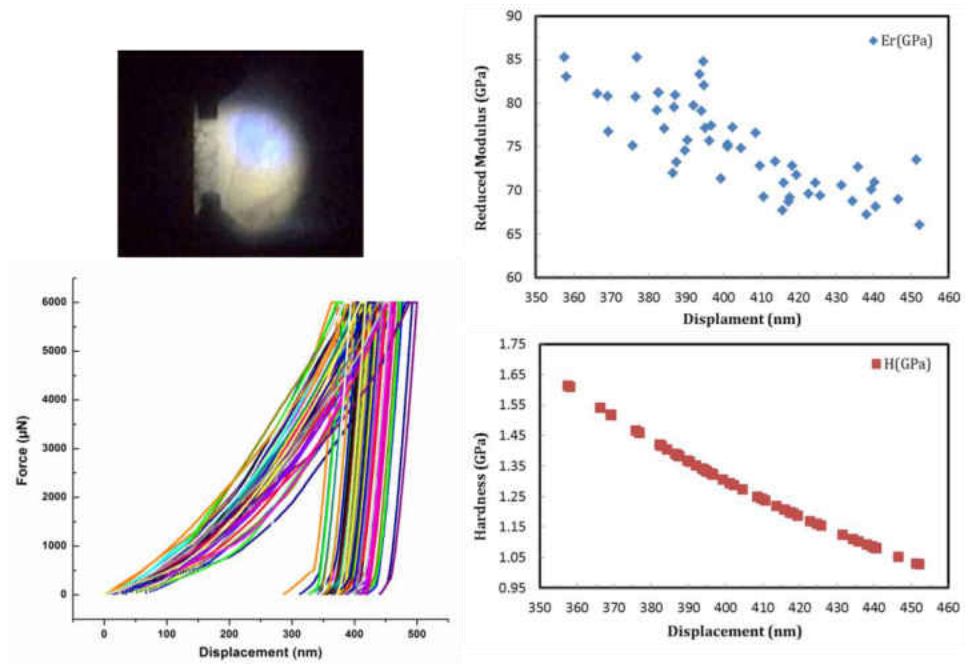 90
85
80
75
70
65
60
Reduced Modulus (GPa)
Er(GPa)
350 360 370 380 390 400 410 420 430 440 450 460
Displament (nm)
6000
5000
4000
3000
2000
1000
0
Force (µN)
0 100 200 300 400 500
Displacement (nm)
1.75
1.65
1.55
1.45
1.35
1.25
1.15
1.05
0.95
Hardness (GPa)
H(GPa)
350 360 370 380 390 400 410 420 430 440 450 460
Displacement (nm)